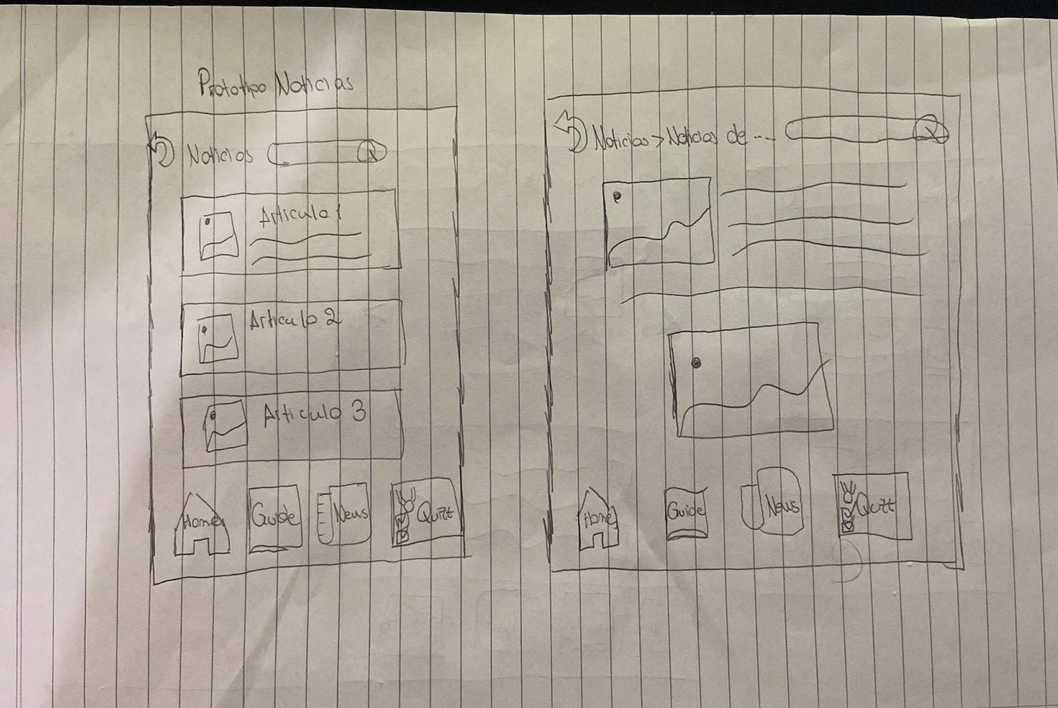 Prototipo Noticias
Noticias
Articulo 1
Articulo 2
Articulo 3
Home Guide News Quizz
Noticias > Noticias de ---
Home Guide News Quizz